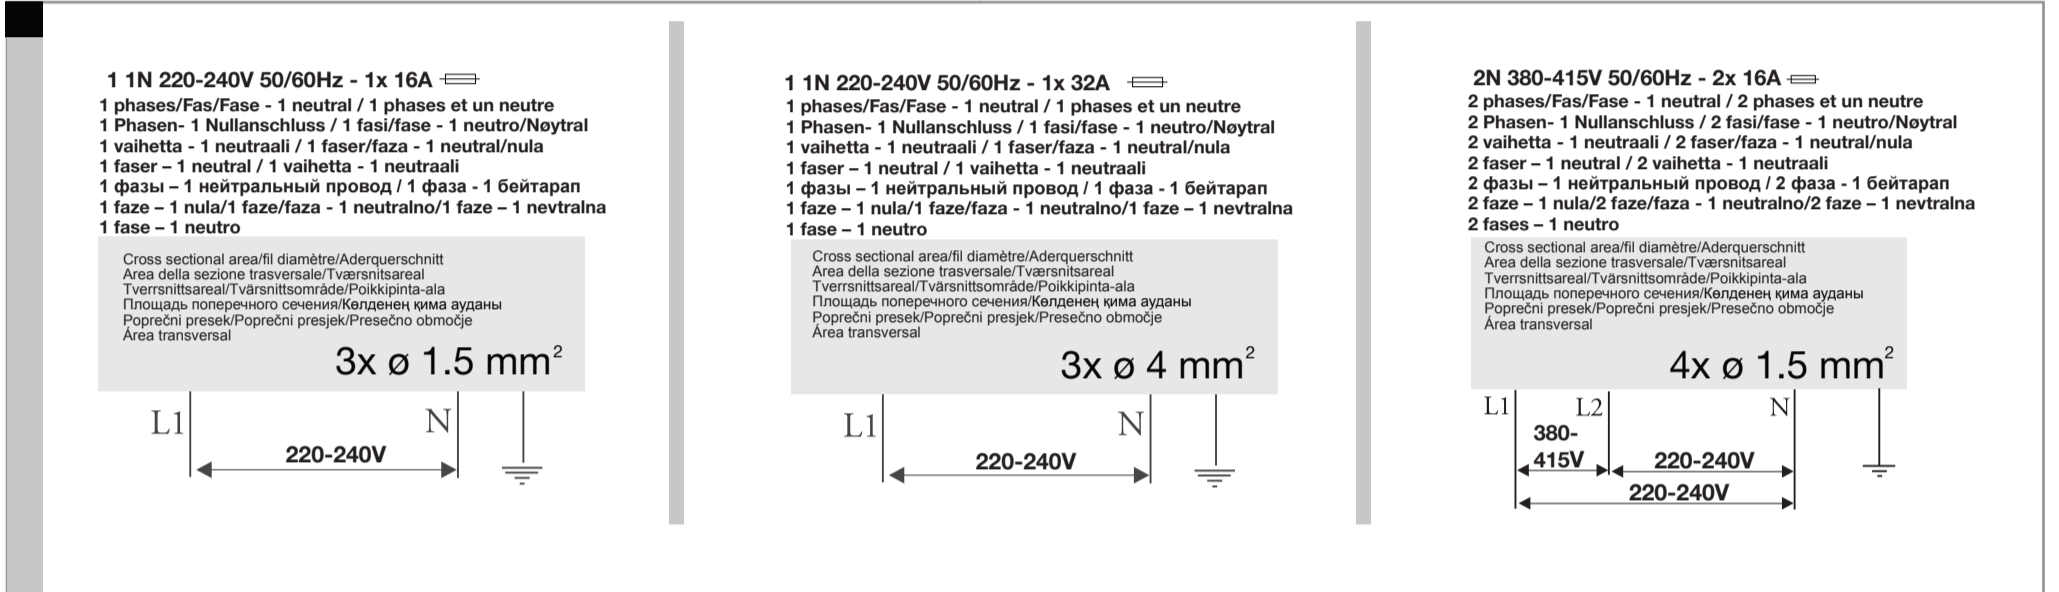 1 1N 220-240V 50/60Hz - 1x 16A
1 phases/Fas/Fase - 1 neutral / 1 phases et un neutre
1 Phasen- 1 Nullanschluss / 1 fasi/fase - 1 neutro/Nøytral
1 vaihetta - 1 neutraali / 1 faser/faza - 1 neutral/nula
1 faser – 1 neutral / 1 vaihetta - 1 neutraali
1 фазы – 1 нейтральный провод / 1 фаза - 1 бейтарап
1 faze – 1 nula/1 faze/faza - 1 neutralno/1 faze – 1 nevtralna
1 fase – 1 neutro
Cross sectional area/fil diamètre/Aderquerschnitt
Area della sezione trasversale/Tværsnitsareal
Tverrsnittsareal/Tvärsnittsområde/Poikkipinta-ala
Площадь поперечного сечения/Көлденең қима ауданы
Poprečni presek/Poprečni presjek/Presečno območje
Área transversal
3x ø 1.5 mm²
L1
N
220-240V
1 1N 220-240V 50/60Hz - 1x 32A
1 phases/Fas/Fase - 1 neutral / 1 phases et un neutre
1 Phasen- 1 Nullanschluss / 1 fasi/fase - 1 neutro/Nøytral
1 vaihetta - 1 neutraali / 1 faser/faza - 1 neutral/nula
1 faser – 1 neutral / 1 vaihetta - 1 neutraali
1 фазы – 1 нейтральный провод / 1 фаза - 1 бейтарап
1 faze – 1 nula/1 faze/faza - 1 neutralno/1 faze – 1 nevtralna
1 fase – 1 neutro
Cross sectional area/fil diamètre/Aderquerschnitt
Area della sezione trasversale/Tværsnitsareal
Tverrsnittsareal/Tvärsnittsområde/Poikkipinta-ala
Площадь поперечного сечения/Көлденең қима ауданы
Poprečni presek/Poprečni presjek/Presečno območje
Área transversal
3x ø 4 mm²
L1
N
220-240V
2N 380-415V 50/60Hz - 2x 16A
2 phases/Fas/Fase - 1 neutral / 2 phases et un neutre
2 Phasen- 1 Nullanschluss / 2 fasi/fase - 1 neutro/Nøytral
2 vaihetta - 1 neutraali / 2 faser/faza - 1 neutral/nula
2 faser – 1 neutral / 2 vaihetta - 1 neutraali
2 фазы – 1 нейтральный провод / 2 фаза - 1 бейтарап
2 faze – 1 nula/2 faze/faza - 1 neutralno/2 faze – 1 nevtralna
2 fases – 1 neutro
Cross sectional area/fil diamètre/Aderquerschnitt
Area della sezione trasversale/Tværsnitsareal
Tverrsnittsareal/Tvärsnittsområde/Poikkipinta-ala
Площадь поперечного сечения/Көлденең қима ауданы
Poprečni presek/Poprečni presjek/Presečno območje
Área transversal
4x ø 1.5 mm²
L1
L2
N
380-
415V
220-240V
220-240V